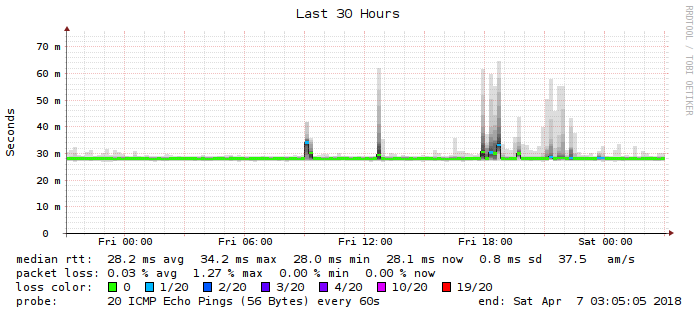 Last 30 Hours
RRDTOOL / TOBI OETIKER
Seconds
70 m
60 m
50 m
40 m
30 m
20 m
10 m
0
Fri 00:00 Fri 06:00 Fri 12:00 Fri 18:00 Sat 00:00
median rtt: 28.2 ms avg 34.2 ms max 28.0 ms min 28.1 ms now 0.8 ms sd 37.5 am/s
packet loss: 0.03 % avg 1.27 % max 0.00 % min 0.00 % now
loss color: 0 1/20 2/20 3/20 4/20 10/20 19/20
probe: 20 ICMP Echo Pings (56 Bytes) every 60s end: Sat Apr 7 03:05:05 2018